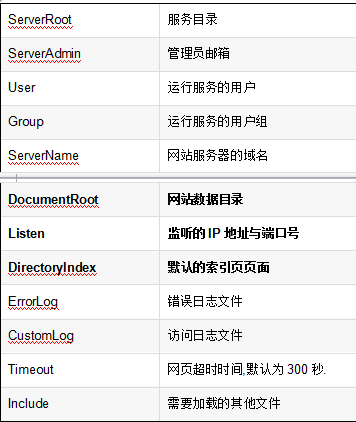 ServerRoot 服务目录
ServerAdmin 管理员邮箱
User 运行服务的用户
Group 运行服务的用户组
ServerName 网站服务器的域名
DocumentRoot 网站数据目录
Listen 监听的 IP 地址与端口号
DirectoryIndex 默认的索引页页面
ErrorLog 错误日志文件
CustomLog 访问日志文件
Timeout 网页超时时间,默认为 300 秒.
Include 需要加载的其他文件